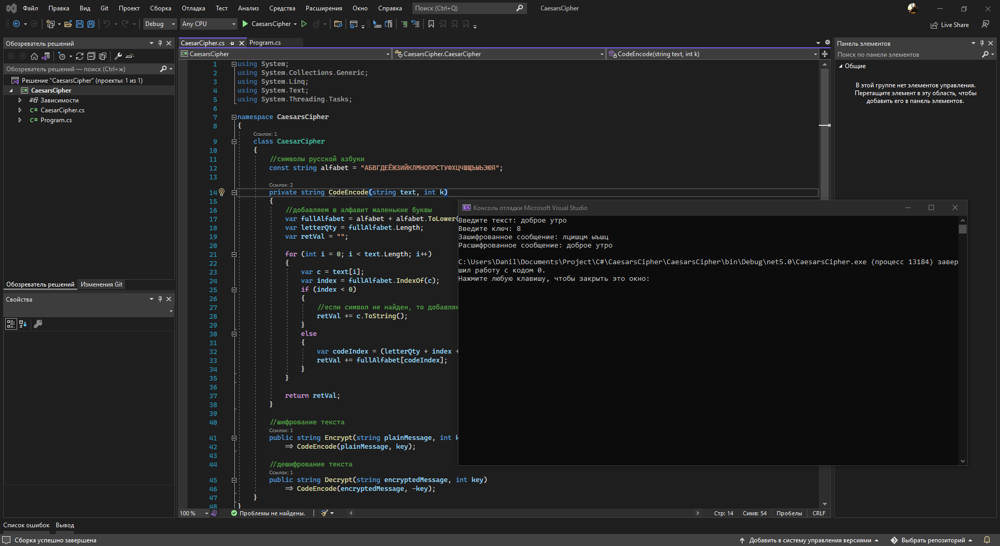 Файл Правка Вид Git Проект Сборка Отладка Тест Анализ Средства Расширения Окно Справка Поиск (Ctrl+Q) CaesarsCipher
Debug Any CPU CaesarsCipher Live Share
Обозреватель решений
Обозреватель решений — поиск (Ctrl+ж)
Решение "CaesarsCipher" (проекты: 1 из 1)
CaesarsCipher
Зависимости
C# CaesarCipher.cs
C# Program.cs
Обозреватель решений Изменения Git
Свойства
CaesarCipher.cs Program.cs
CaesarsCipher CaesarsCipher.CaesarCipher CodeEncode(string text, int k)
1 using System;
2 using System.Collections.Generic;
3 using System.Linq;
4 using System.Text;
5 using System.Threading.Tasks;
6
7 namespace CaesarsCipher
8 {
Ссылок: 1
9 class CaesarCipher
10 {
11 //символы русской азбуки
12 const string alfabet = "АБВГДЕЁЖЗИЙКЛМНОПРСТУФХЦЧШЩЪЫЬЭЮЯ";
13
Ссылок: 2
14 private string CodeEncode(string text, int k)
15 {
16 //добавляем в алфавит маленькие буквы
17 var fullAlfabet = alfabet + alfabet.ToLower(
18 var letterQty = fullAlfabet.Length;
19 var retVal = "";
20
21 for (int i = 0; i < text.Length; i++)
22 {
23 var c = text[i];
24 var index = fullAlfabet.IndexOf(c);
25 if (index < 0)
26 {
27 //если символ не найден, то добавляе
28 retVal += c.ToString();
29 }
30 else
31 {
32 var codeIndex = (letterQty + index +
33 retVal += fullAlfabet[codeIndex];
34 }
35 }
36
37 return retVal;
38 }
39
40 //шифрование текста
Ссылок: 1
41 public string Encrypt(string plainMessage, int k
42 => CodeEncode(plainMessage, key);
43
44 //дешифрование текста
Ссылок: 1
45 public string Decrypt(string encryptedMessage, int key)
46 => CodeEncode(encryptedMessage, -key);
47 }
48 }
Консоль отладки Microsoft Visual Studio
Введите текст: доброе утро
Введите ключ: 8
Зашифрованное сообщение: лцишцм ыъшц
Расшифрованное сообщение: доброе утро
C:\Users\Danil\Documents\Project\C#\CaesarsCipher\CaesarsCipher\bin\Debug\net5.0\CaesarsCipher.exe (процесс 13184) завер
шил работу с кодом 0.
Нажмите любую клавишу, чтобы закрыть это окно:
Панель элементов
Поиск по панели элементов
Общие
В этой группе нет элементов управления.
Перетащите элемент в эту область, чтобы
добавить его в панель элементов.
100 % Проблемы не найдены. Стр: 14 Симв: 54 Пробелы CRLF
Список ошибок Вывод
Сборка успешно завершена Добавить в систему управления версиями Выбрать репозиторий